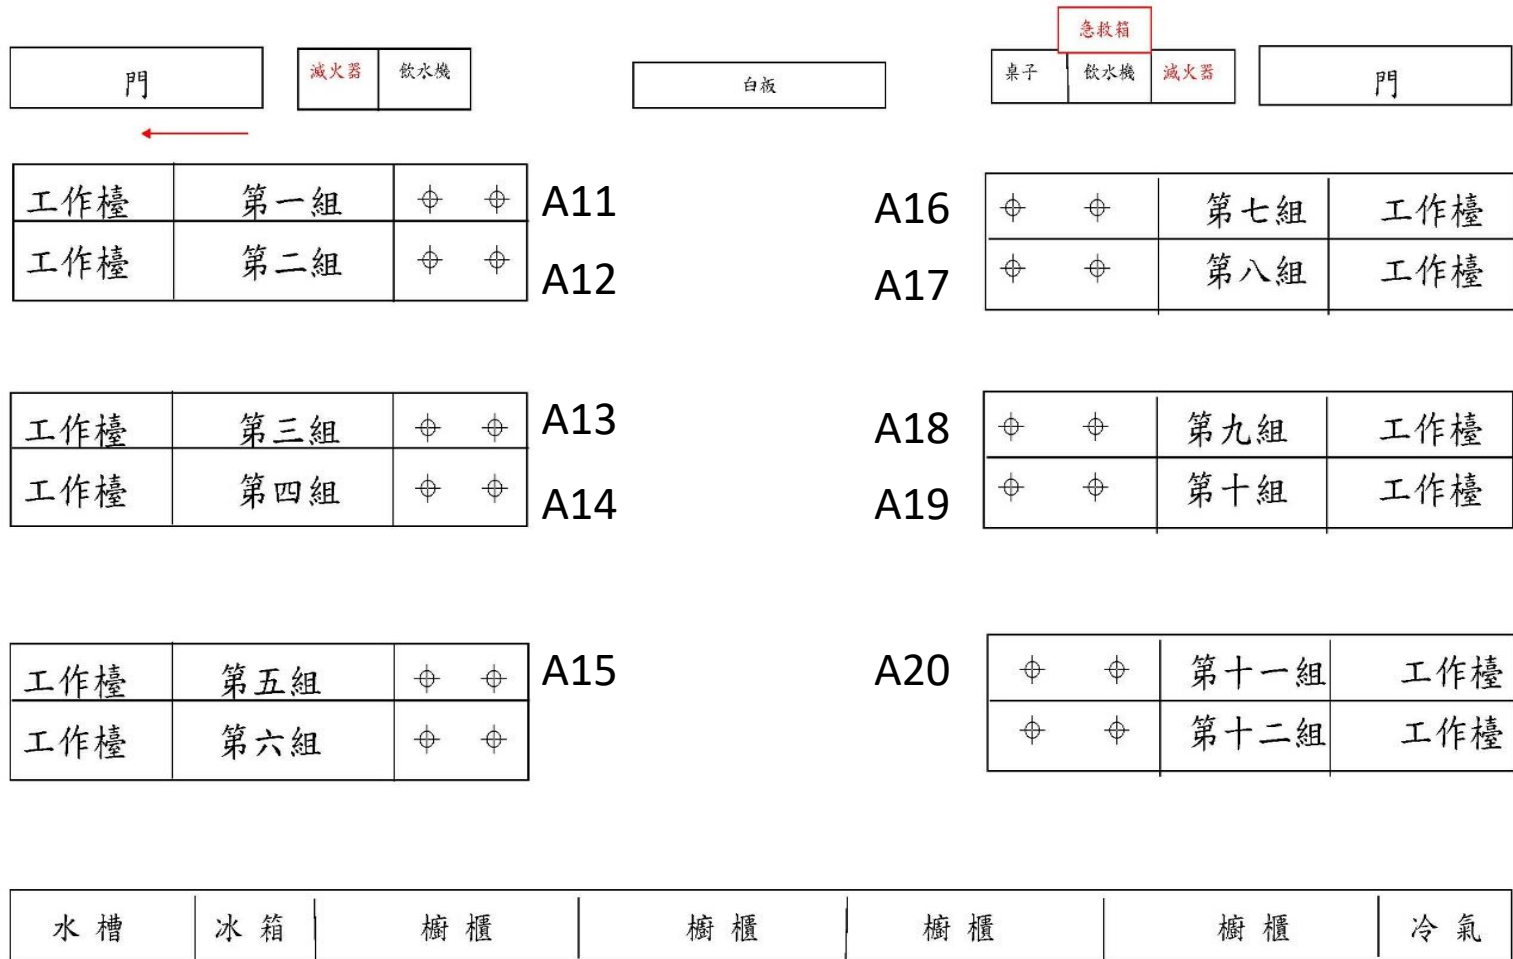 急救箱
門 滅火器 飲水機 白板 桌子 飲水機 滅火器 門
工作檯 第一組 A11 A16 第七組 工作檯
工作檯 第二組 A12 A17 第八組 工作檯
工作檯 第三組 A13 A18 第九組 工作檯
工作檯 第四組 A14 A19 第十組 工作檯
工作檯 第五組 A15 A20 第十一組 工作檯
工作檯 第六組 第十二組 工作檯
水槽 冰箱 櫥櫃 櫥櫃 櫥櫃 櫥櫃 冷氣